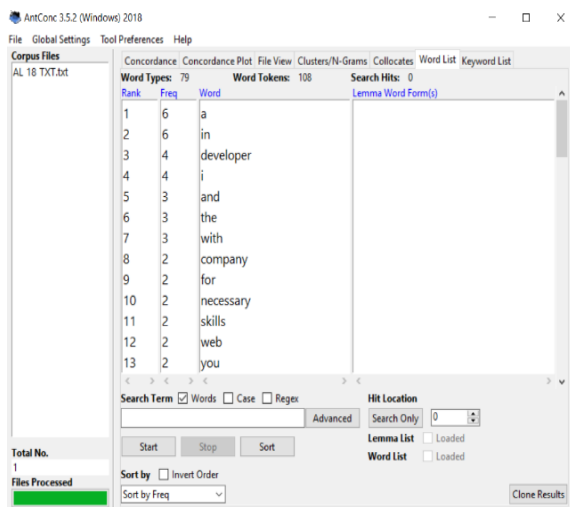 AntConc 3.5.2 (Windows) 2018
File Global Settings Tool Preferences Help
Corpus Files
AL 18 TXT.txt
Concordance Concordance Plot File View Clusters/N-Grams Collocates Word List Keyword List
Word Types: 79 Word Tokens: 108 Search Hits: 0
Rank Freq Word Lemma Word Form(s)
1 6 a
2 6 in
3 4 developer
4 4 i
5 3 and
6 3 the
7 3 with
8 2 company
9 2 for
10 2 necessary
11 2 skills
12 2 web
13 2 you
Search Term Words Case Regex Hit Location
Advanced Search Only 0
Start Stop Sort Lemma List Loaded
Word List Loaded
Sort by Invert Order
Sort by Freq Clone Results
Total No.
1
Files Processed